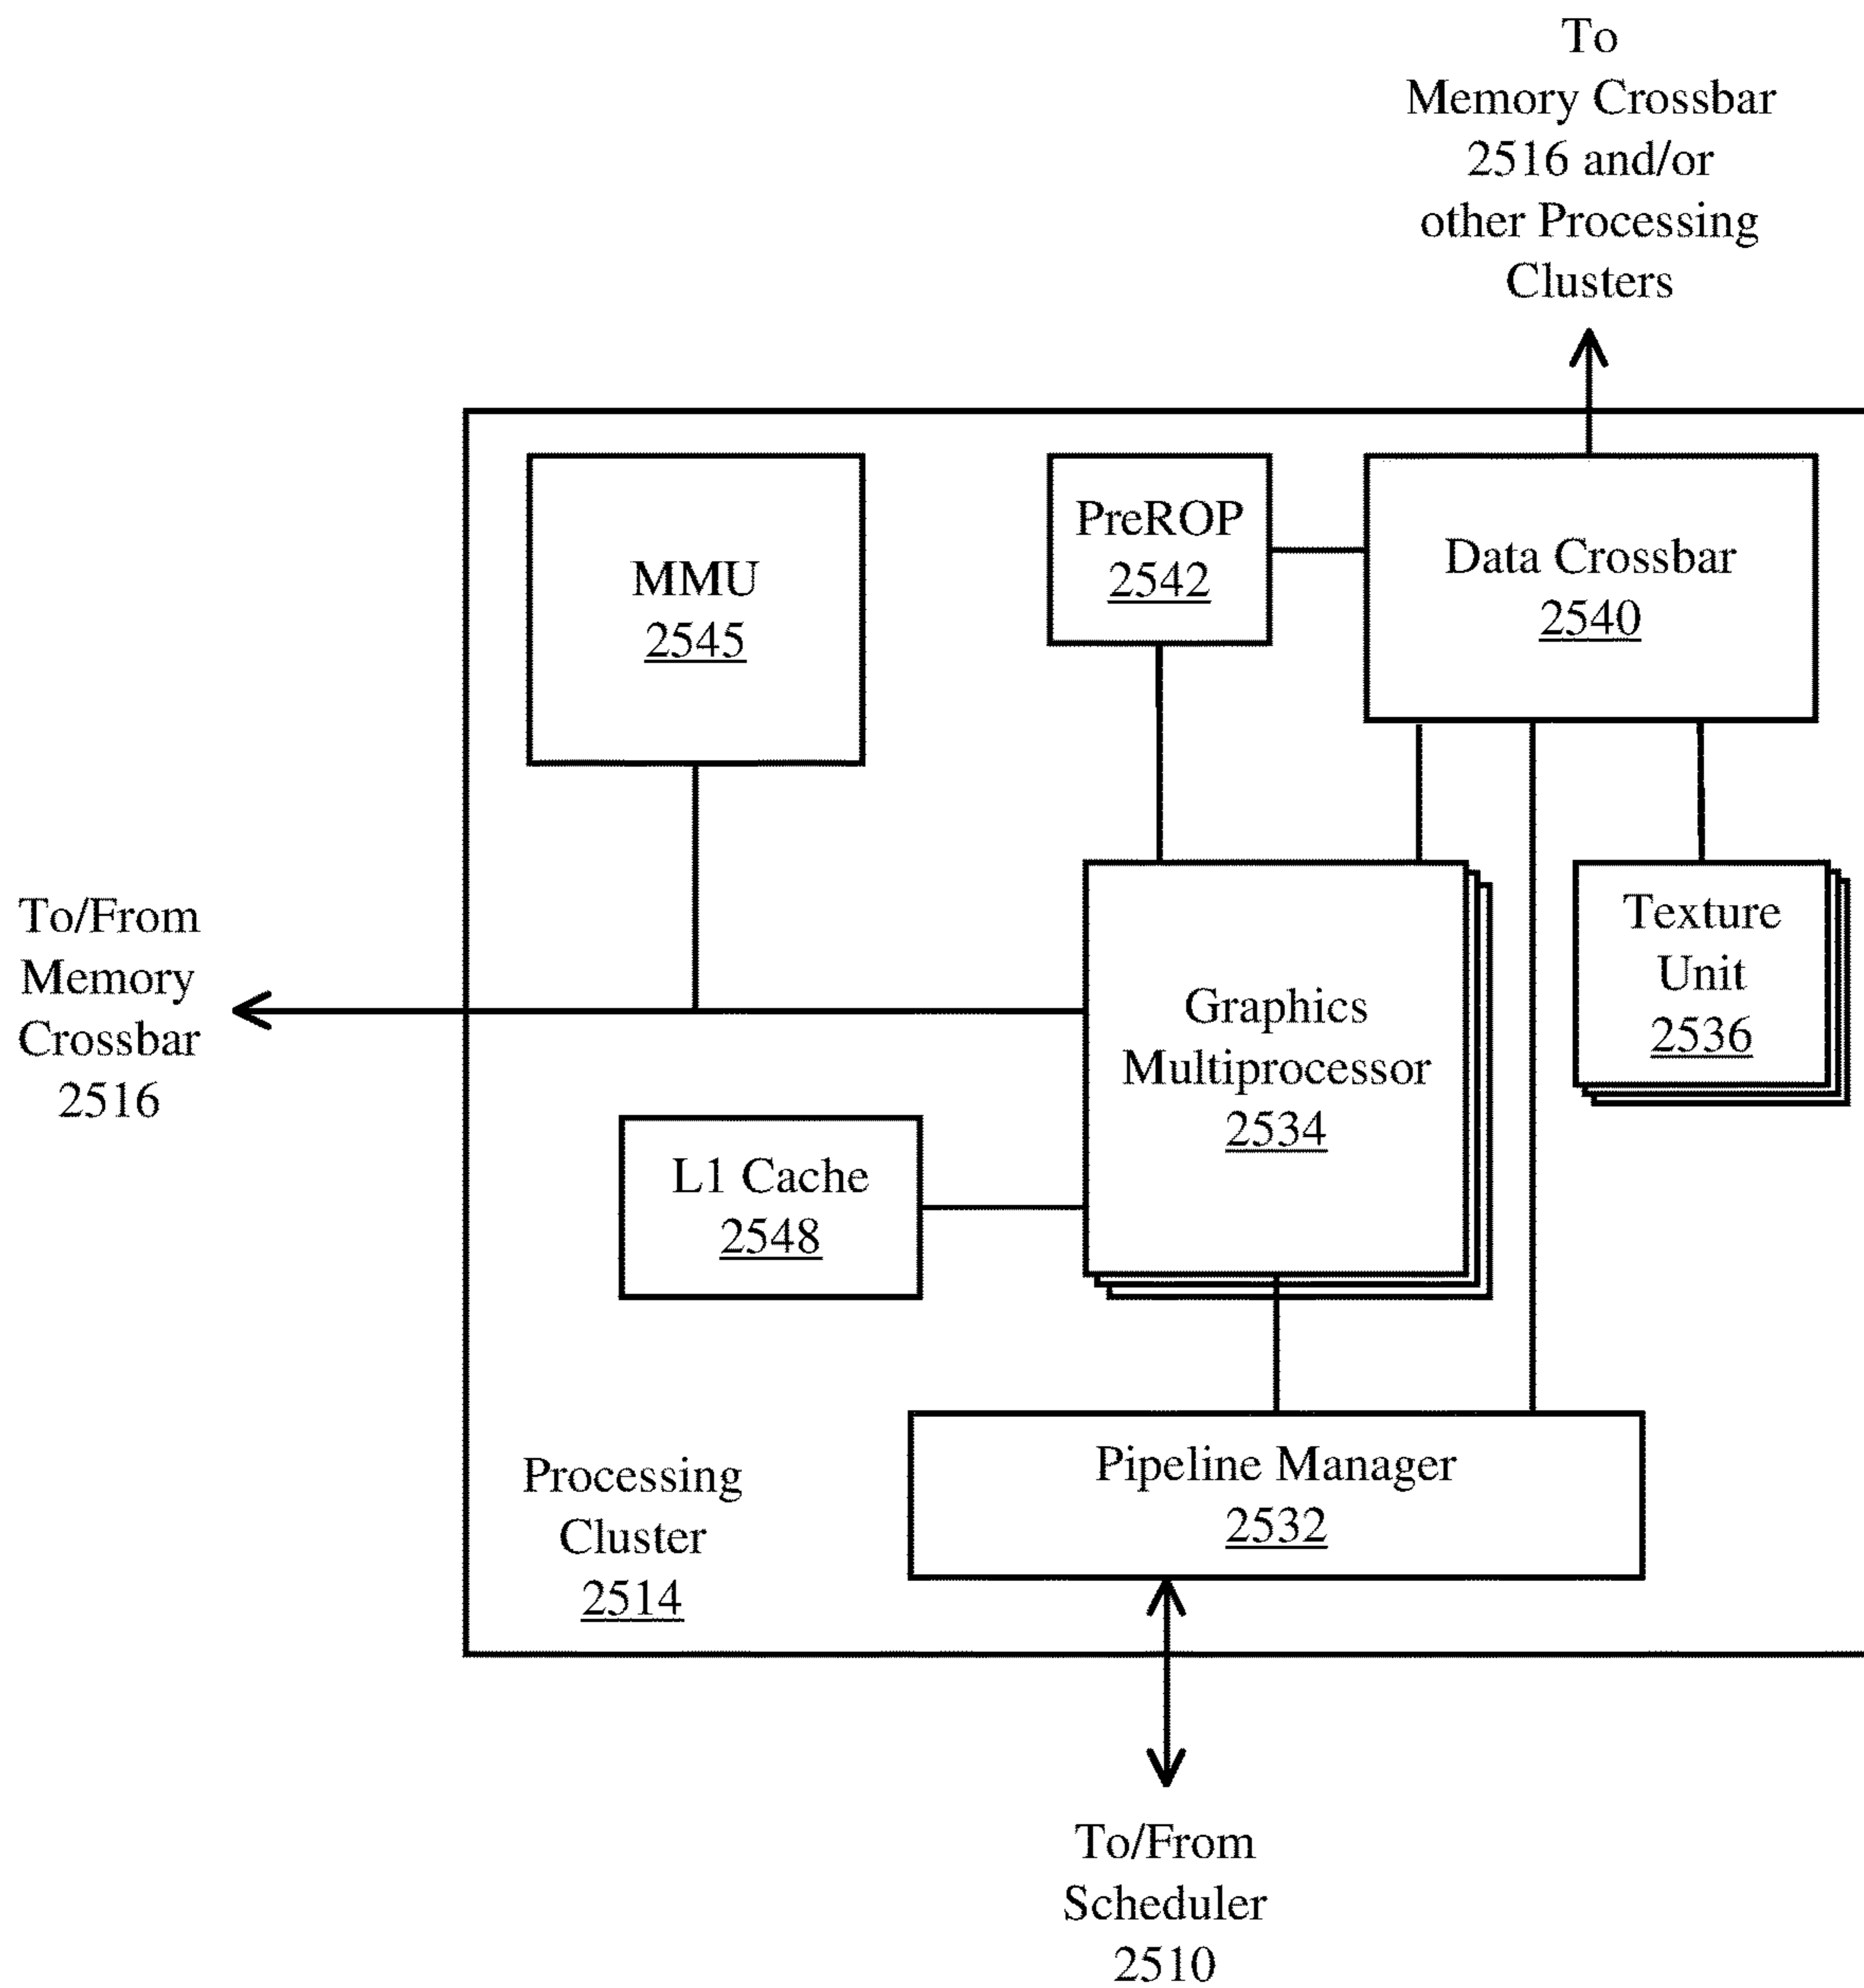 To
Memory Crossbar
2516 and/or
other Processing
Clusters
MMU
2545
PreROP
2542
Data Crossbar
2540
To/From
Memory
Crossbar
2516
Graphics
Multiprocessor
2534
Texture
Unit
2536
L1 Cache
2548
Processing
Cluster
2514
Pipeline Manager
2532
To/From
Scheduler
2510